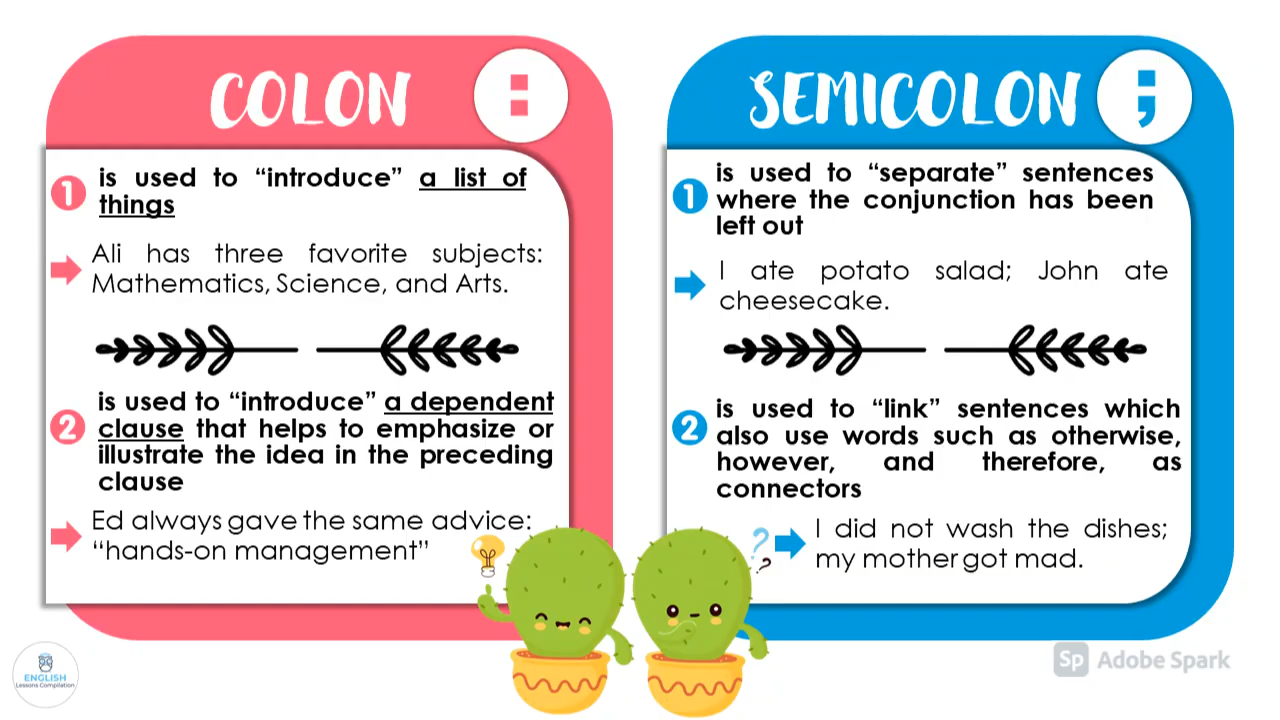 COLON :
1 is used to “introduce” a list of
things
Ali has three favorite subjects:
Mathematics, Science, and Arts.
2 is used to “introduce” a dependent
clause that helps to emphasize or
illustrate the idea in the preceding
clause
Ed always gave the same advice:
“hands-on management”
SEMICOLON ;
1 is used to “separate” sentences
where the conjunction has been
left out
I ate potato salad; John ate
cheesecake.
2 is used to “link” sentences which
also use words such as otherwise,
however, and therefore, as
connectors
? ?
I did not wash the dishes;
my mother got mad.
ENGLISH
Lessons Compilation
Sp Adobe Spark